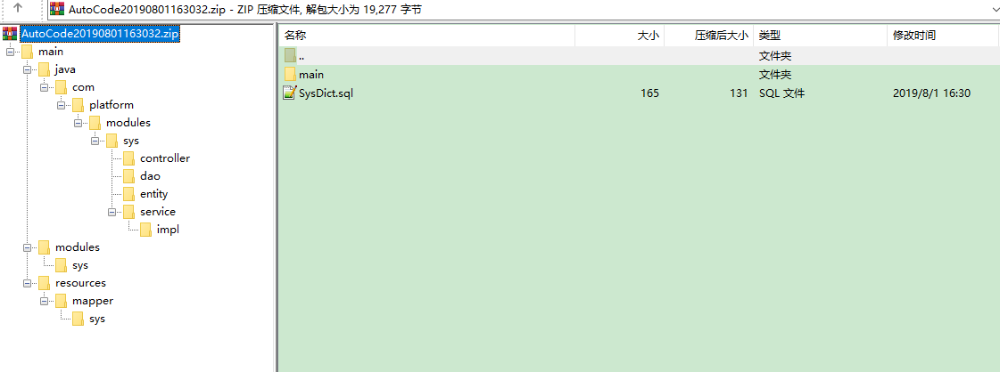 AutoCode20190801163032.zip - ZIP 压缩文件, 解包大小为 19,277 字节
AutoCode20190801163032.zip
main
java
com
platform
modules
sys
controller
dao
entity
service
impl
modules
sys
resources
mapper
sys
名称 大小 压缩后大小 类型 修改时间
.. 文件夹
main 文件夹
SysDict.sql 165 131 SQL 文件 2019/8/1 16:30